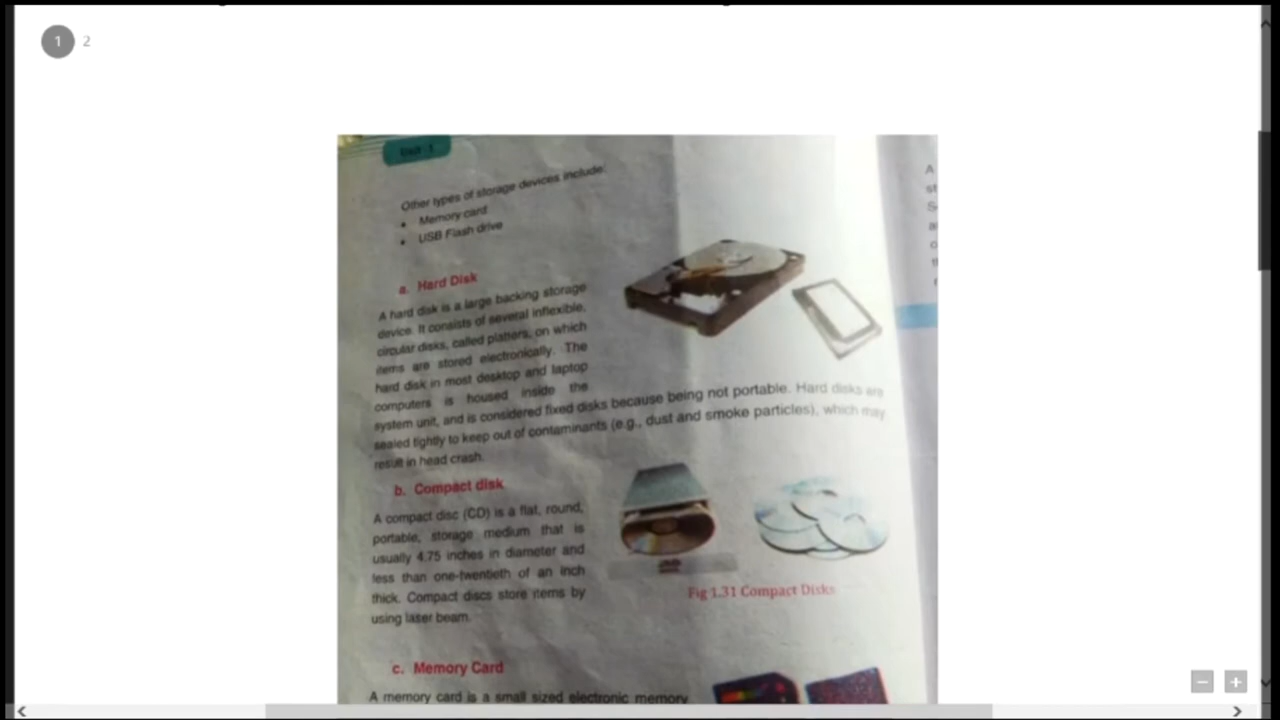 1 2
Unit 1
Other types of storage devices include:
• Memory card
• USB Flash drive
a. Hard Disk
A hard disk is a large backing storage
device. It consists of several inflexible,
circular disks, called platters, on which
items are stored electronically. The
hard disk in most desktop and laptop
computers is housed inside the
system unit, and is considered fixed disks because being not portable. Hard disks are
sealed tightly to keep out of contaminants (e.g., dust and smoke particles), which may
result in head crash.
b. Compact disk
A compact disc (CD) is a flat, round,
portable, storage medium that is
usually 4.75 inches in diameter and
less than one-twentieth of an inch
thick. Compact discs store items by
using laser beam.
Fig 1.31 Compact Disks
c. Memory Card
A memory card is a small sized electronic memory